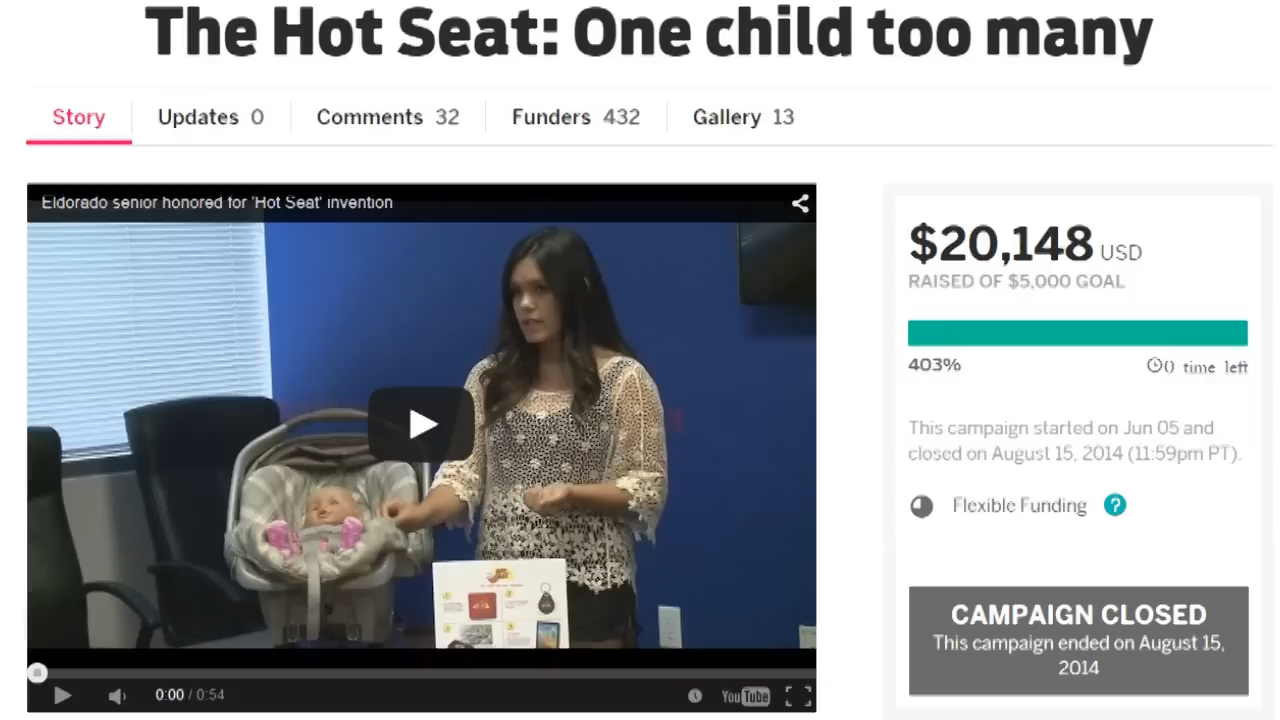 The Hot Seat: One child too many
Story
Updates 0
Comments 32
Funders 432
Gallery 13
Eldorado senior honored for 'Hot Seat' invention
$20,148 USD
RAISED OF $5,000 GOAL
403%
0 time left
This campaign started on Jun 05 and
closed on August 15, 2014 (11:59pm PT).
Flexible Funding ?
CAMPAIGN CLOSED
This campaign ended on August 15,
2014
0:00 / 0:54
YouTube